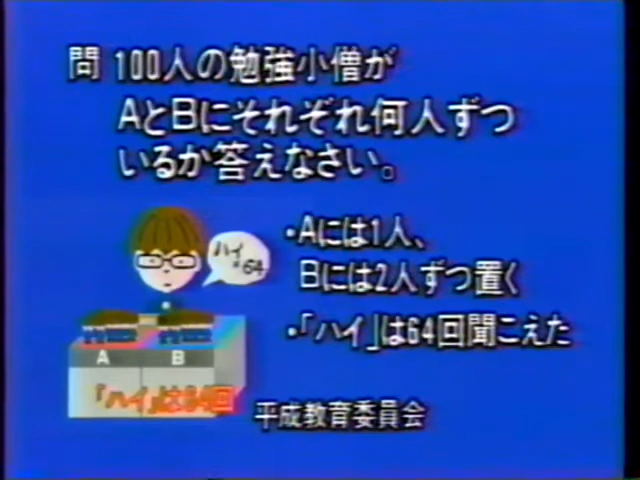 問 100人の勉強小僧が
AとBにそれぞれ何人ずつ
いるか答えなさい。
・Aには1人、
Bには2人ずつ置く
・「ハイ」は64回聞こえた
ハイ
×64
A B
「ハイ」は64回
平成教育委員会